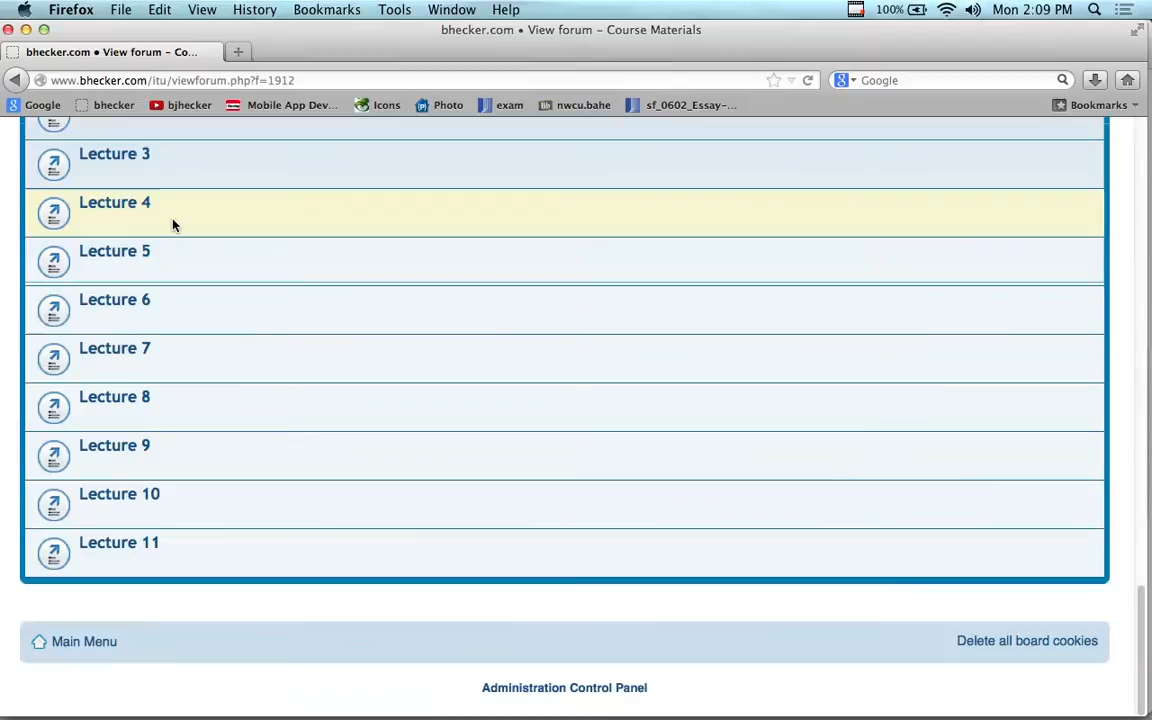 Firefox File Edit View History Bookmarks Tools Window Help 100% Mon 2:09 PM
bhecker.com • View forum – Course Materials
bhecker.com • View forum – Co... +
www.bhecker.com/itu/viewforum.php?f=1912 Google
Google bhecker bjhecker Mobile App Dev... Icons Photo exam nwcu.bahe sf_0602_Essay-... Bookmarks
Lecture 3
Lecture 4
Lecture 5
Lecture 6
Lecture 7
Lecture 8
Lecture 9
Lecture 10
Lecture 11
Main Menu Delete all board cookies
Administration Control Panel